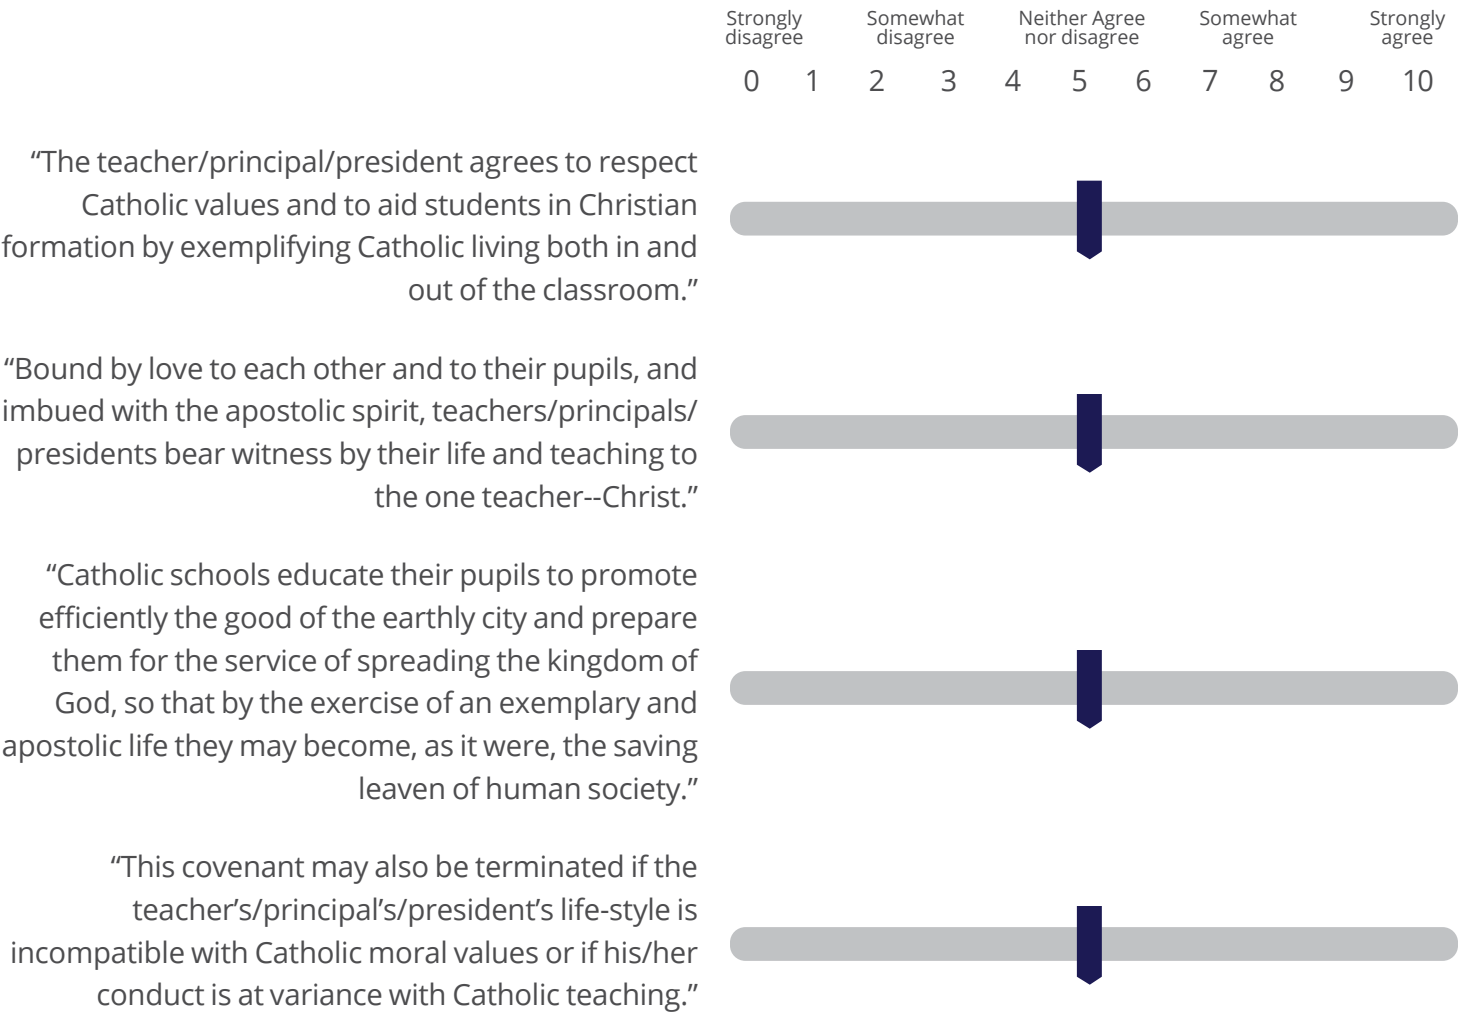 Strongly disagree
Somewhat disagree
Neither Agree nor disagree
Somewhat agree
Strongly agree
0 1 2 3 4 5 6 7 8 9 10
“The teacher/principal/president agrees to respect
Catholic values and to aid students in Christian
formation by exemplifying Catholic living both in and
out of the classroom.”
“Bound by love to each other and to their pupils, and
imbued with the apostolic spirit, teachers/principals/
presidents bear witness by their life and teaching to
the one teacher--Christ.”
“Catholic schools educate their pupils to promote
efficiently the good of the earthly city and prepare
them for the service of spreading the kingdom of
God, so that by the exercise of an exemplary and
apostolic life they may become, as it were, the saving
leaven of human society.”
“This covenant may also be terminated if the
teacher’s/principal’s/president’s life-style is
incompatible with Catholic moral values or if his/her
conduct is at variance with Catholic teaching.”